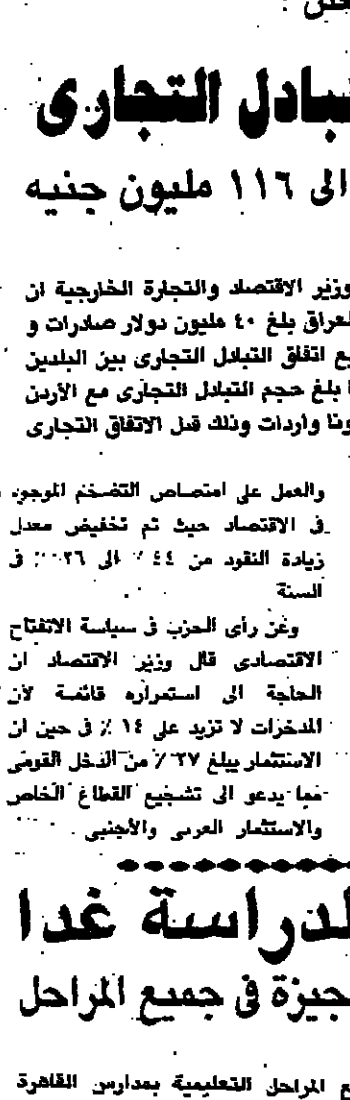 تبادل التجارى
الى ١١٦ مليون جنيه
وزير الاقتصاد والتجارة الخارجية ان
العراق بلغ ٤٠ مليون دولار صادرات و
اتفاق التبادل التجارى بين البلدين
بلغ حجم التبادل التجارى مع الأردن
واردات وذلك قبل الاتفاق التجارى
والعمل على امتصاص التضخم الموجود
فى الاقتصاد حيث تم تخفيض معدل
زيادة النقود من ٤٤ ٪ الى ٢٦ ٪ فى
السنة
وعن رأى الحزب فى سياسة الانفتاح
الاقتصادى قال وزير الاقتصاد ان
الحاجة الى استمراره قائمة لأن
المدخرات لا تزيد على ١٤ ٪ فى حين ان
الاستثمار يبلغ ٢٧ ٪ من الدخل القومى
مما يدعو الى تشجيع القطاع الخاص
والاستثمار العربى والأجنبى .
لدراسة غدا
جيزة فى جميع المراحل
المراحل التعليمية بمدارس القاهرة